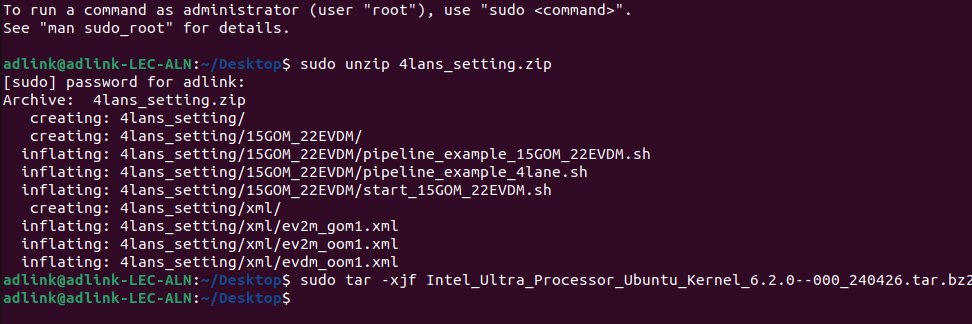 To run a command as administrator (user "root"), use "sudo <command>".
See "man sudo_root" for details.
adlink@adlink-LEC-ALN:~/Desktop$ sudo unzip 4lans_setting.zip
[sudo] password for adlink:
Archive:  4lans_setting.zip
   creating: 4lans_setting/
   creating: 4lans_setting/15GOM_22EVDM/
  inflating: 4lans_setting/15GOM_22EVDM/pipeline_example_15GOM_22EVDM.sh
  inflating: 4lans_setting/15GOM_22EVDM/pipeline_example_4lane.sh
  inflating: 4lans_setting/15GOM_22EVDM/start_15GOM_22EVDM.sh
   creating: 4lans_setting/xml/
  inflating: 4lans_setting/xml/ev2m_gom1.xml
  inflating: 4lans_setting/xml/ev2m_oom1.xml
  inflating: 4lans_setting/xml/evdm_oom1.xml
adlink@adlink-LEC-ALN:~/Desktop$ sudo tar -xjf Intel_Ultra_Processor_Ubuntu_Kernel_6.2.0--000_240426.tar.bz2
adlink@adlink-LEC-ALN:~/Desktop$